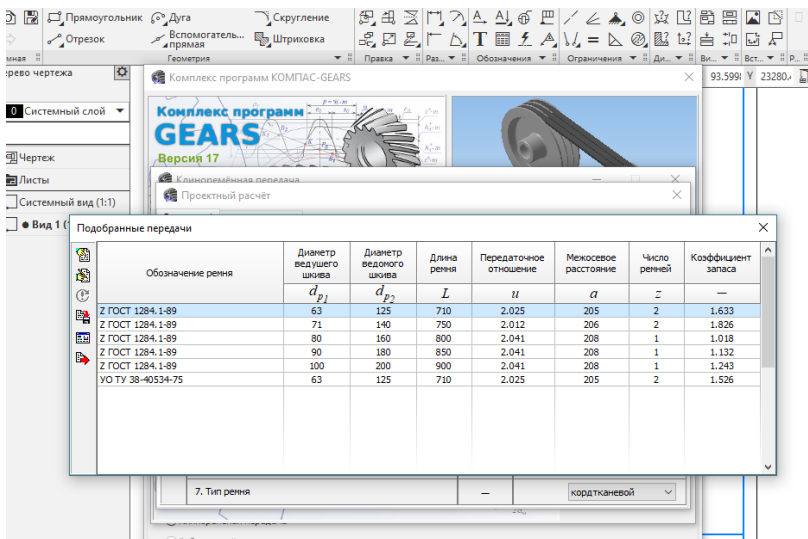 Прямоугольник Дуга Скругление
Отрезок Вспомогатель... прямая Штриховка
Геометрия Правка Раз... Обозначения Ограничения Ди... Ви... Вст... Р...
рево чертежа
Комплекс программ КОМПАС-GEARS
93.599 Y 23280.
0 Системный слой
Комплекс программ
GEARS
Версия 17
Чертеж
Листы
Системный вид (1:1)
Вид 1 (
Клиноремённая передача
Проектный расчёт
Подобранные передачи
Обозначение ремня Диаметр ведущего шкива Диаметр ведомого шкива Длина ремня Передаточное отношение Межосевое расстояние Число ремней Коэффициент запаса
dp1 dp2 L u a z —
Z ГОСТ 1284.1-89 63 125 710 2.025 205 2 1.633
Z ГОСТ 1284.1-89 71 140 750 2.012 206 2 1.826
Z ГОСТ 1284.1-89 80 160 800 2.041 208 1 1.018
Z ГОСТ 1284.1-89 90 180 850 2.041 208 1 1.132
Z ГОСТ 1284.1-89 100 200 900 2.041 208 1 1.243
УО ТУ 38-40534-75 63 125 710 2.025 205 2 1.526
7. Тип ремня — кордтканевой